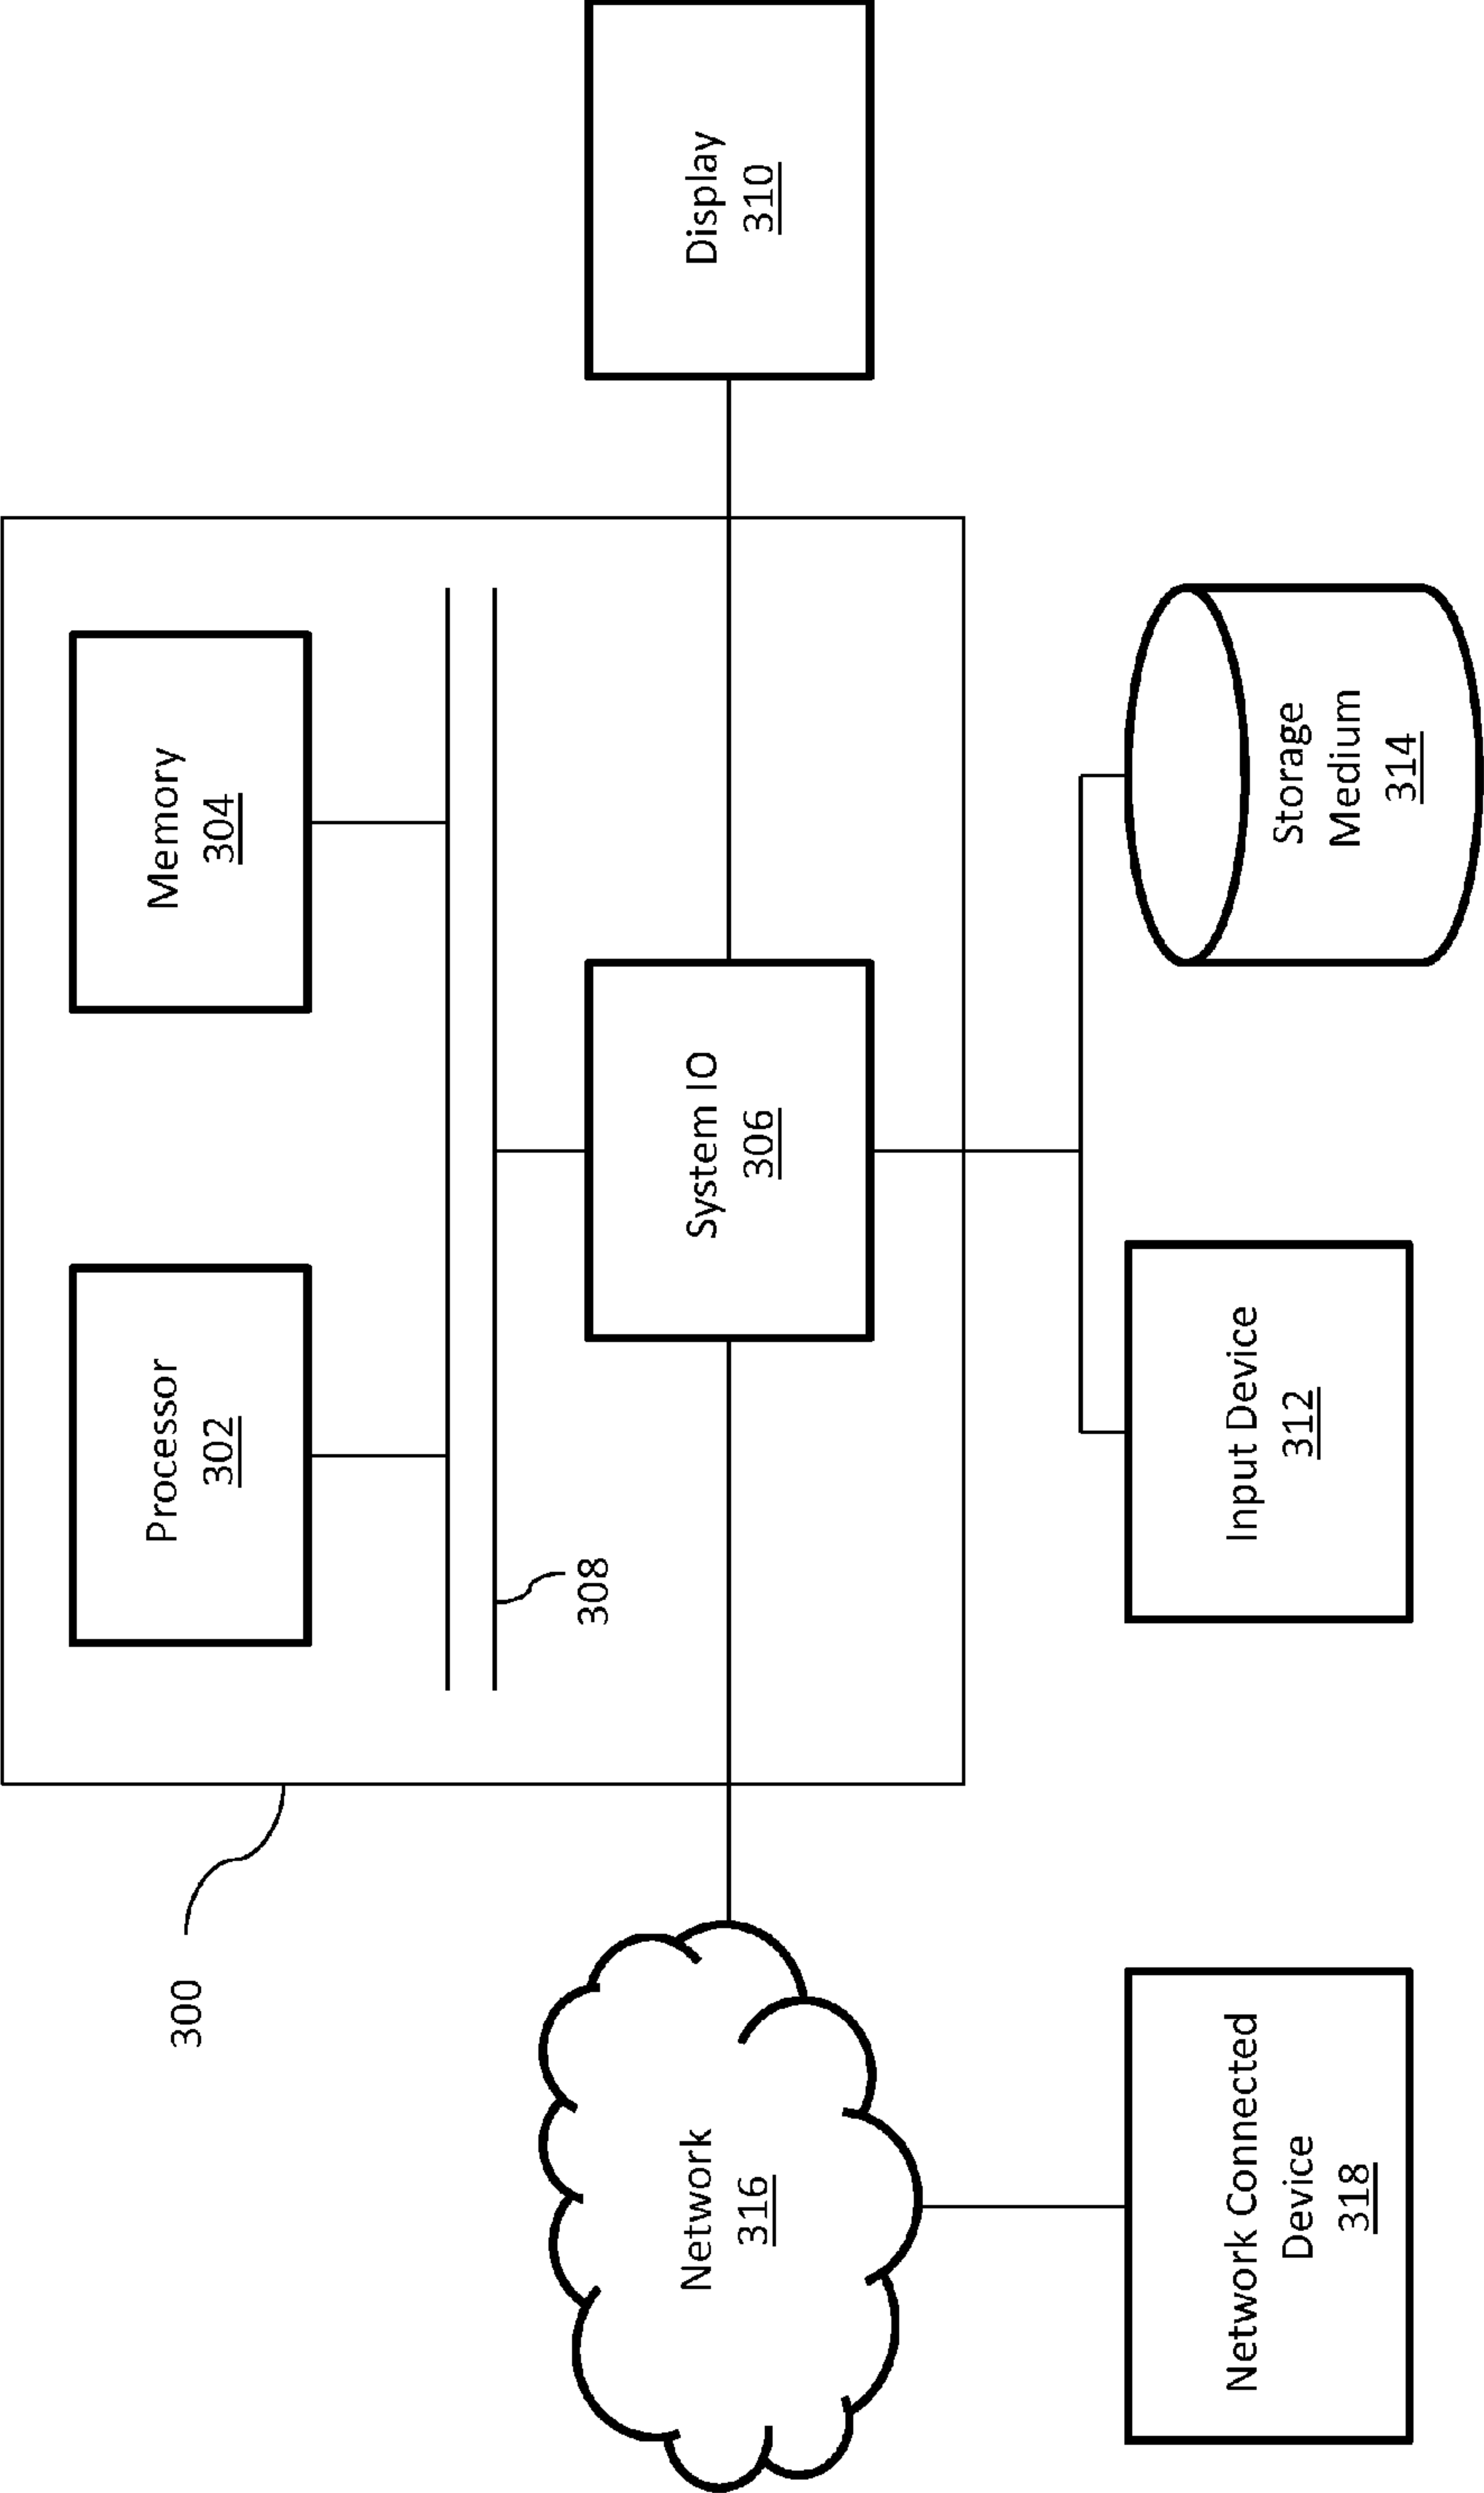 300
Processor
302
Memory
304
308
Network
316
System IO
306
Display
310
Network Connected
Device
318
Input Device
312
Storage
Medium
314